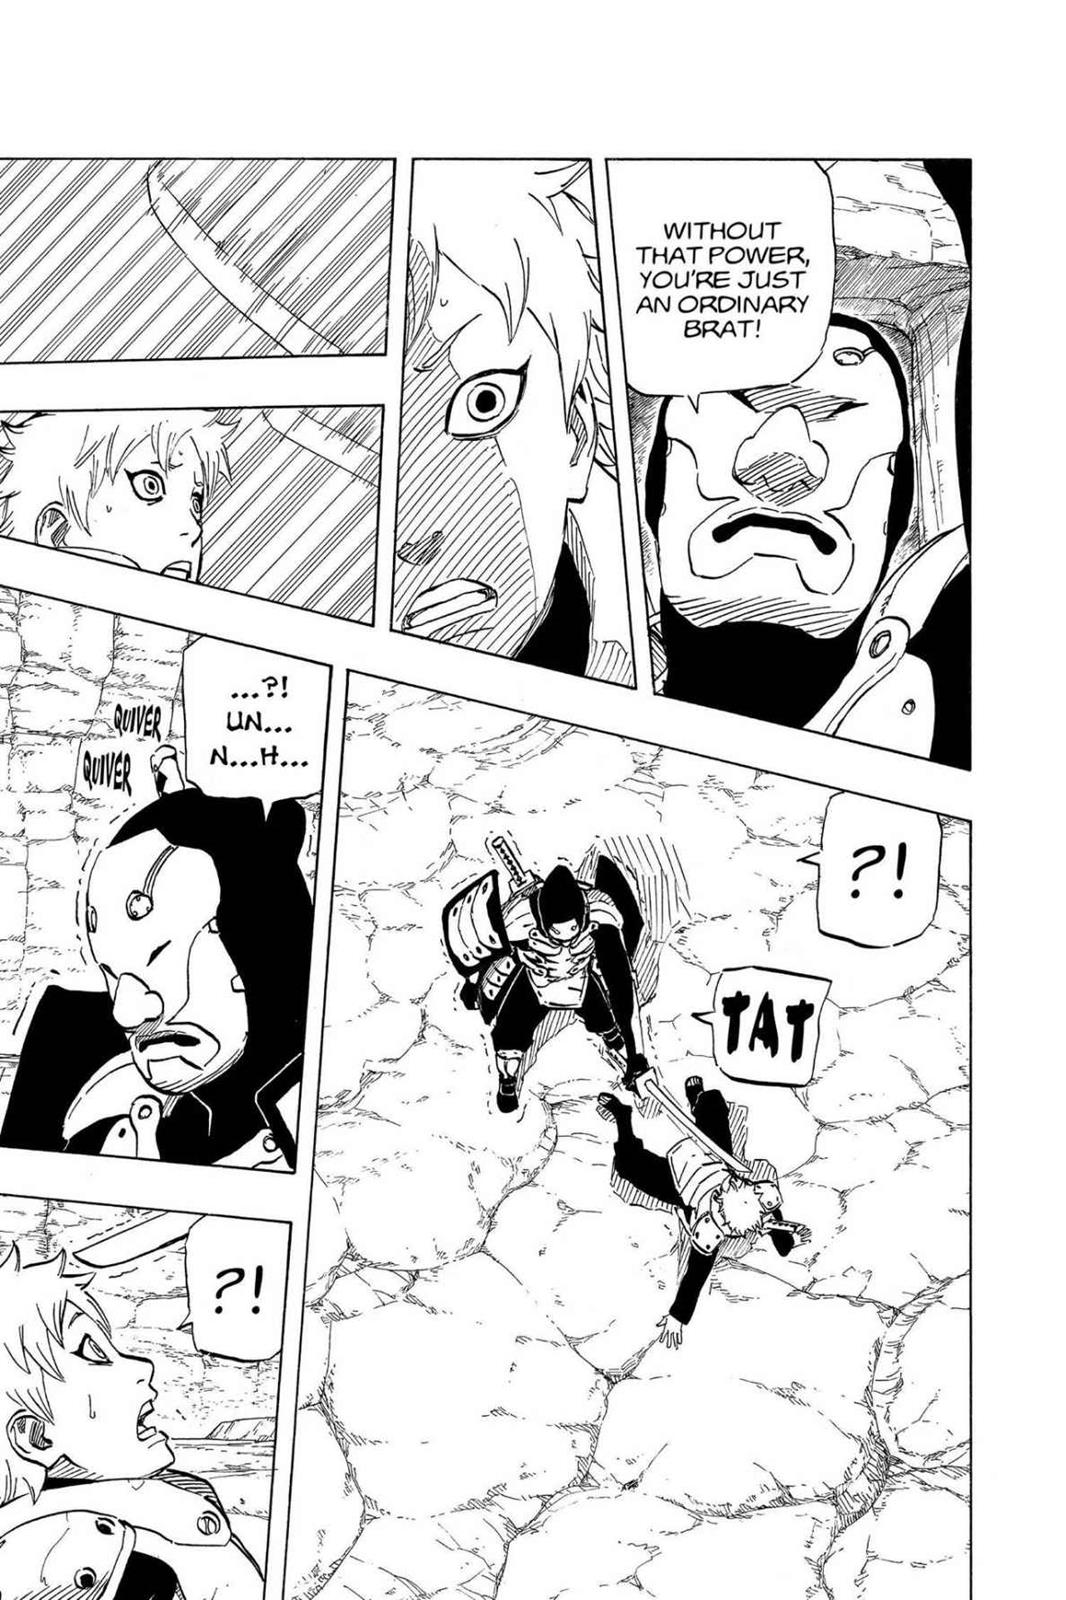 WITHOUT
THAT POWER,
YOU'RE JUST
AN ORDINARY
BRAT!
?!
TAT
...?!
UN...
N...H...
QUIVER
QUIVER
?!